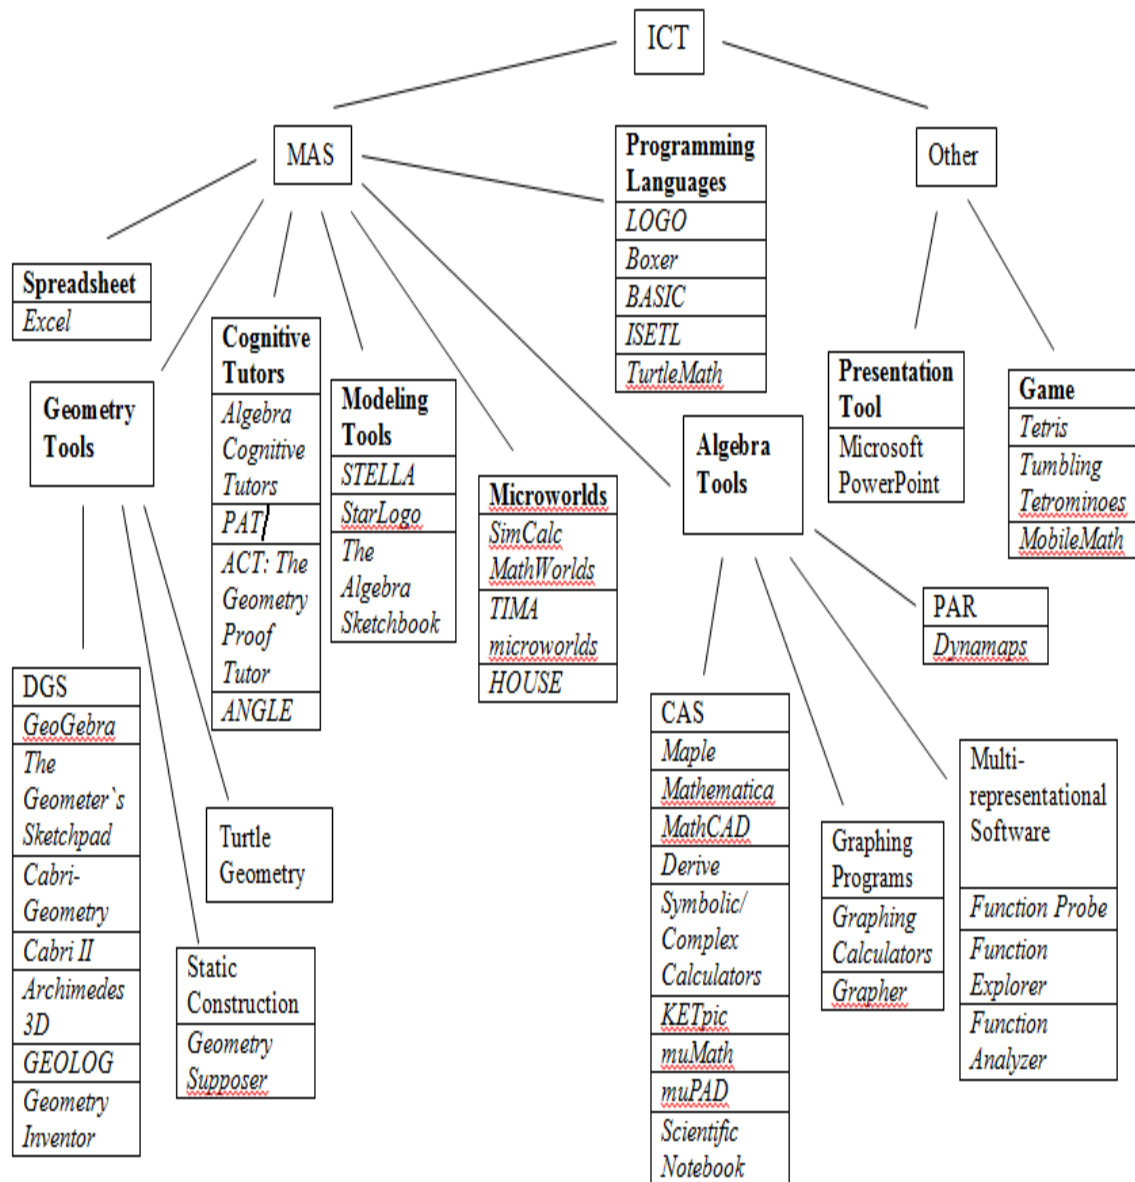 ICT
MAS
Other
Programming
Languages
LOGO
Boxer
BASIC
ISETL
TurtleMath
Spreadsheet
Excel
Geometry
Tools
Cognitive
Tutors
Algebra
Cognitive
Tutors
PAT
ACT: The
Geometry
Proof
Tutor
ANGLE
Modeling
Tools
STELLA
StarLogo
The
Algebra
Sketchbook
Microworlds
SimCalc
MathWorlds
TIMA
microworlds
HOUSE
Algebra
Tools
Presentation
Tool
Microsoft
PowerPoint
Game
Tetris
Tumbling
Tetrominoes
MobileMath
PAR
Dynamaps
DGS
GeoGebra
The
Geometer`s
Sketchpad
Cabri-
Geometry
Cabri II
Archimedes
3D
GEOLOG
Geometry
Inventor
Turtle
Geometry
Static
Construction
Geometry
Supposer
CAS
Maple
Mathematica
MathCAD
Derive
Symbolic/
Complex
Calculators
KETpic
muMath
muPAD
Scientific
Notebook
Graphing
Programs
Graphing
Calculators
Grapher
Multi-
representational
Software
Function Probe
Function
Explorer
Function
Analyzer